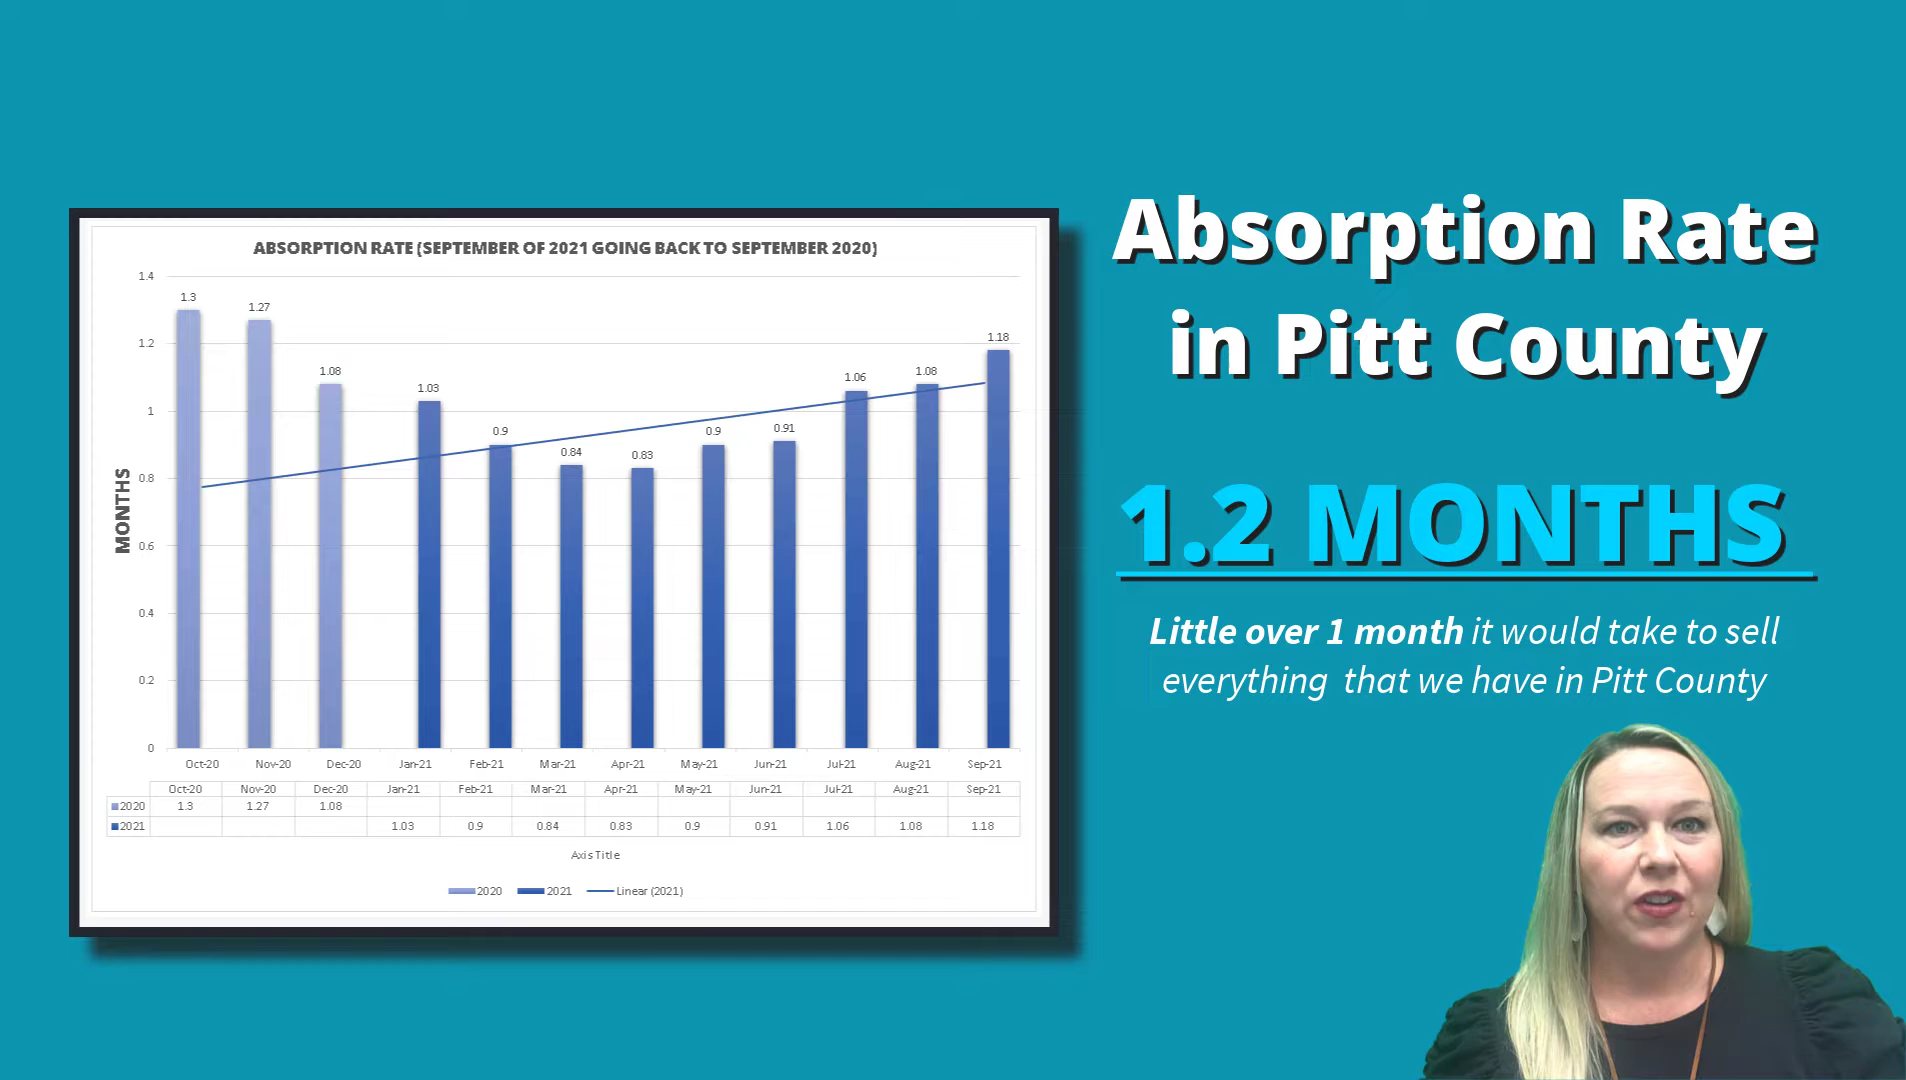 Absorption Rate
in Pitt County
1.2 MONTHS
Little over 1 month it would take to sell
everything that we have in Pitt County
ABSORPTION RATE (SEPTEMBER OF 2021 GOING BACK TO SEPTEMBER 2020)
MONTHS
1.4
1.2
1
0.8
0.6
0.4
0.2
0
1.3 1.27 1.08 1.03 0.9 0.84 0.83 0.9 0.91 1.06 1.08 1.18
Oct-20 Nov-20 Dec-20 Jan-21 Feb-21 Mar-21 Apr-21 May-21 Jun-21 Jul-21 Aug-21 Sep-21
Oct-20 Nov-20 Dec-20 Jan-21 Feb-21 Mar-21 Apr-21 May-21 Jun-21 Jul-21 Aug-21 Sep-21
2020 1.3 1.27 1.08
2021 1.03 0.9 0.84 0.83 0.9 0.91 1.06 1.08 1.18
Axis Title
2020 2021 Linear (2021)